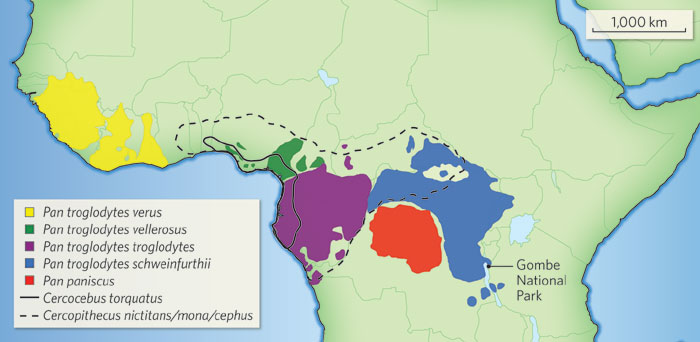 1,000 km
Pan troglodytes verus
Pan troglodytes vellerosus
Pan troglodytes troglodytes
Pan troglodytes schweinfurthii
Pan paniscus
Cercocebus torquatus
Cercopithecus nictitans/mona/cephus
Gombe
National
Park